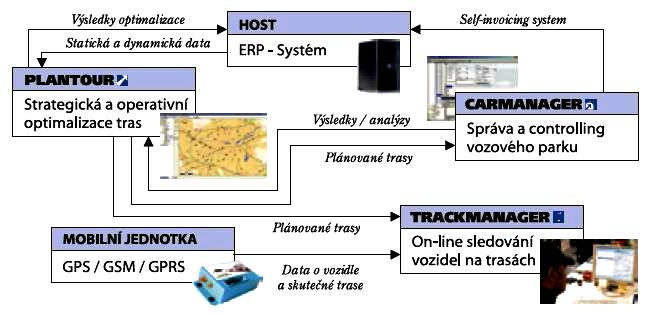 Výsledky optimalizace
HOST
Self-invoicing system
Statická a dynamická data
ERP - Systém
PLANTOUR
Strategická a operativní
optimalizace tras
CARMANAGER
Výsledky / analýzy
Správa a controlling
vozového parku
Plánované trasy
TRACKMANAGER
Plánované trasy
MOBILNÍ JEDNOTKA
On-line sledování
vozidel na trasách
GPS / GSM / GPRS
Data o vozidle
a skutečné trase